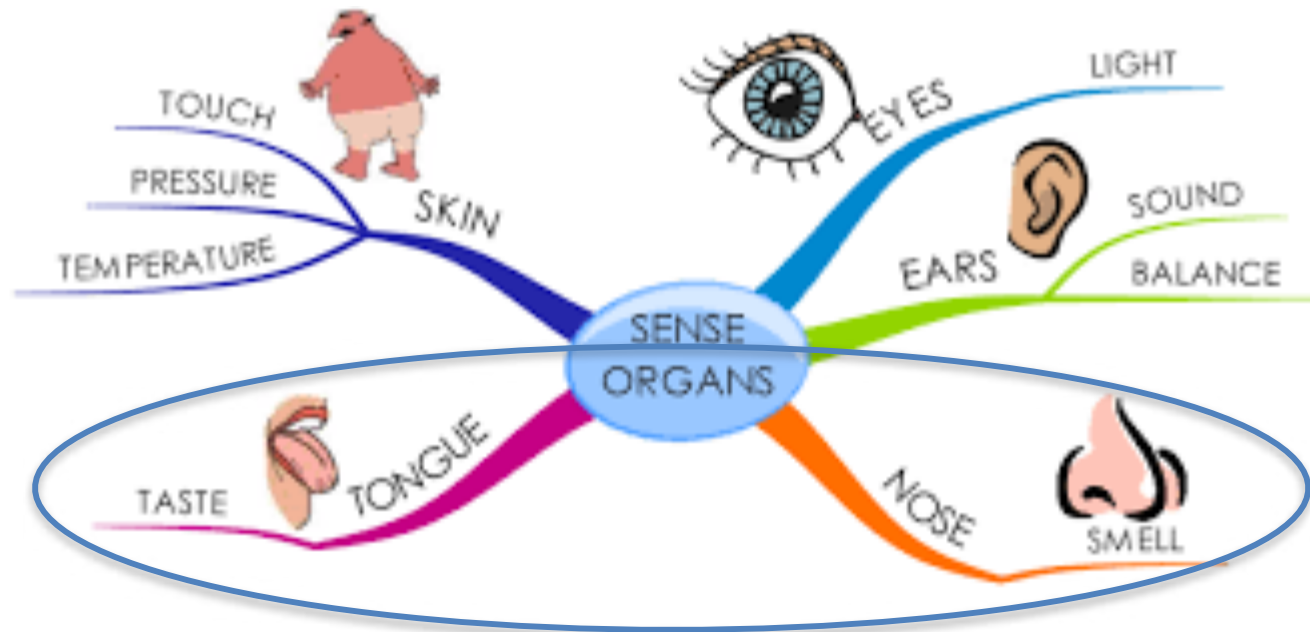 SENSE
ORGANS
SKIN
TOUCH
PRESSURE
TEMPERATURE
EYES
LIGHT
EARS
SOUND
BALANCE
TONGUE
TASTE
NOSE
SMELL